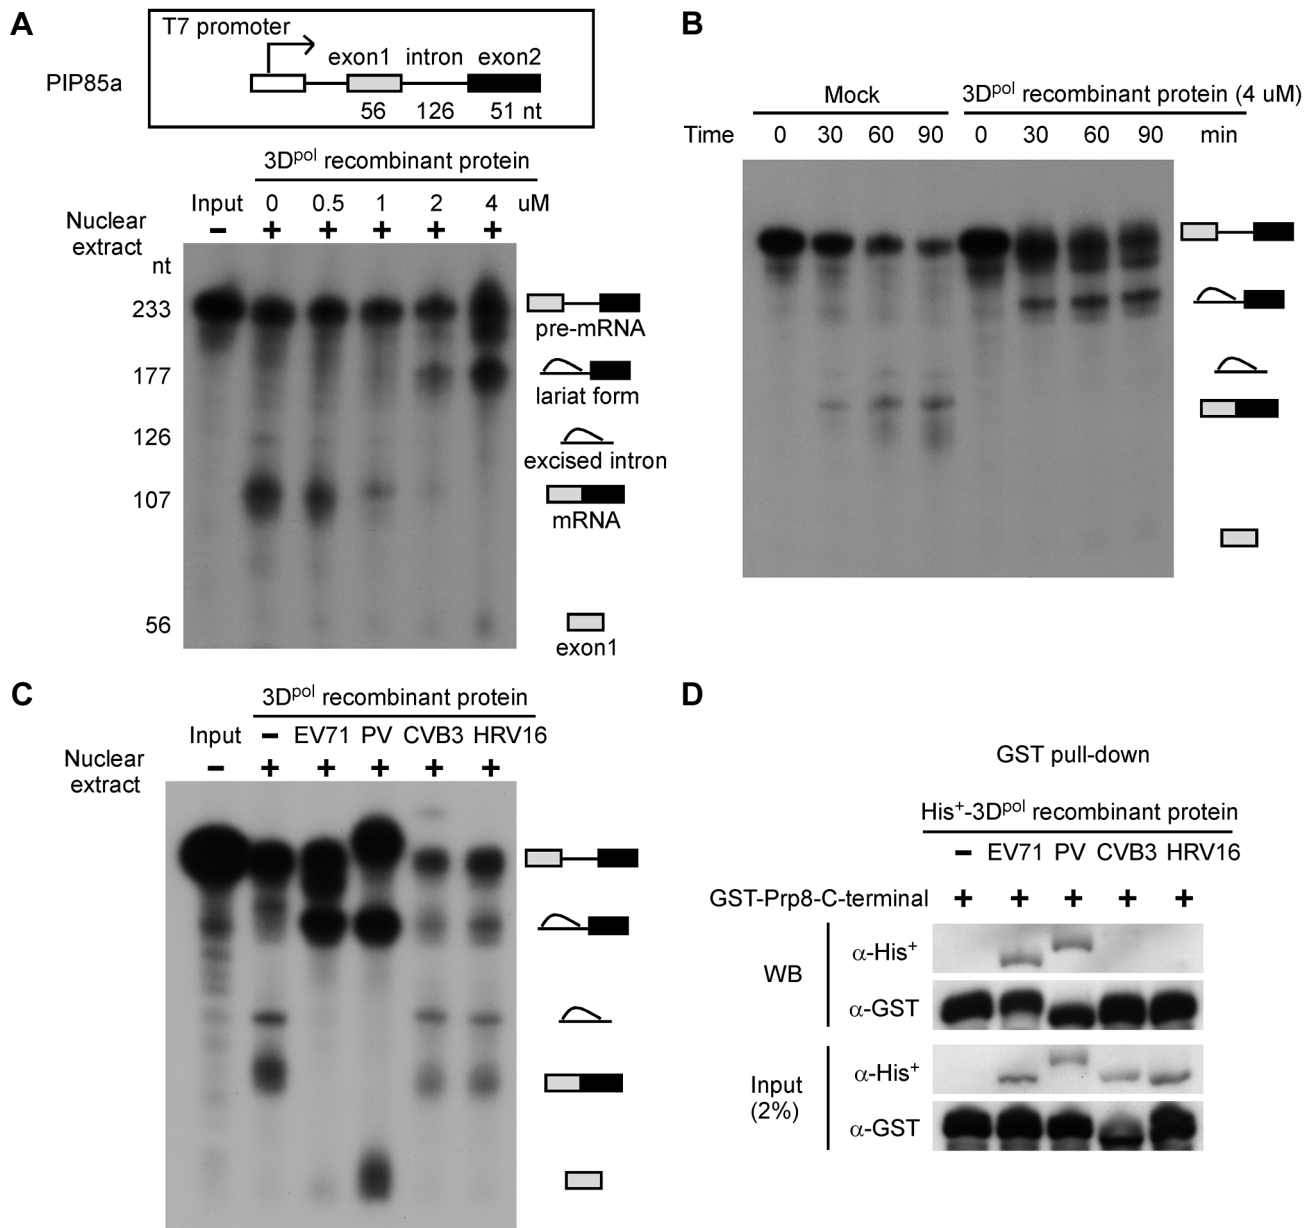 A
T7 promoter
exon1 intron exon2
PIP85a
56 126 51 nt
3Dpol recombinant protein
Input 0 0.5 1 2 4 uM
Nuclear extract − + + + + +
nt
233
177
126
107
56
pre-mRNA
lariat form
excised intron
mRNA
exon1
B
Mock 3Dpol recombinant protein (4 uM)
Time 0 30 60 90 0 30 60 90 min
C
3Dpol recombinant protein
Input − EV71 PV CVB3 HRV16
Nuclear extract − + + + + +
D
GST pull-down
His+-3Dpol recombinant protein
− EV71 PV CVB3 HRV16
GST-Prp8-C-terminal + + + + +
WB
α-His+
α-GST
Input (2%)
α-His+
α-GST